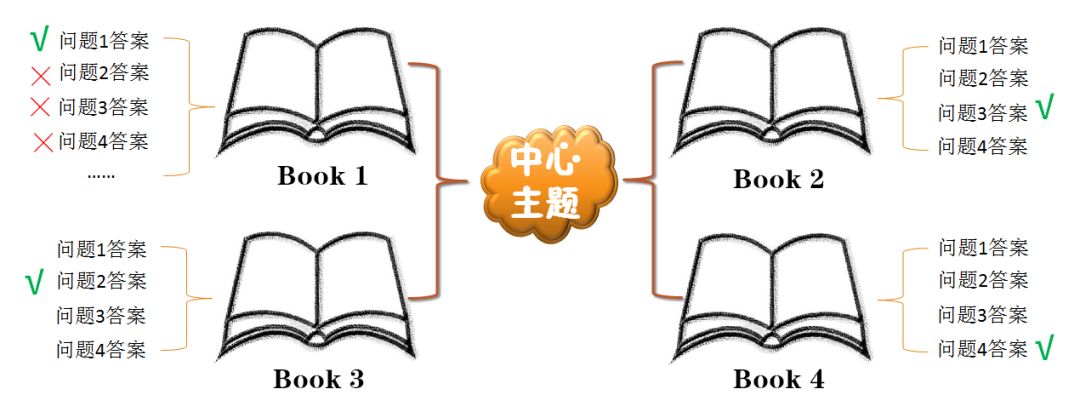 √ 问题1答案
× 问题2答案
× 问题3答案
× 问题4答案
……
Book 1
问题1答案
问题2答案
问题3答案 √
问题4答案
Book 2
中心
主题
问题1答案
√ 问题2答案
问题3答案
问题4答案
Book 3
问题1答案
问题2答案
问题3答案
问题4答案 √
Book 4